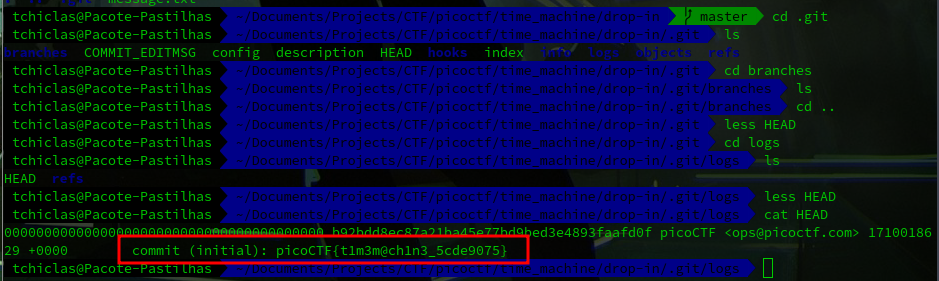 message.txt
tchiclas@Pacote-Pastilhas ~/Documents/Projects/CTF/picoctf/time_machine/drop-in master cd .git
tchiclas@Pacote-Pastilhas ~/Documents/Projects/CTF/picoctf/time_machine/drop-in/.git ls
branches COMMIT_EDITMSG config description HEAD hooks index info logs objects refs
tchiclas@Pacote-Pastilhas ~/Documents/Projects/CTF/picoctf/time_machine/drop-in/.git cd branches
tchiclas@Pacote-Pastilhas ~/Documents/Projects/CTF/picoctf/time_machine/drop-in/.git/branches ls
tchiclas@Pacote-Pastilhas ~/Documents/Projects/CTF/picoctf/time_machine/drop-in/.git/branches cd ..
tchiclas@Pacote-Pastilhas ~/Documents/Projects/CTF/picoctf/time_machine/drop-in/.git less HEAD
tchiclas@Pacote-Pastilhas ~/Documents/Projects/CTF/picoctf/time_machine/drop-in/.git cd logs
tchiclas@Pacote-Pastilhas ~/Documents/Projects/CTF/picoctf/time_machine/drop-in/.git/logs ls
HEAD refs
tchiclas@Pacote-Pastilhas ~/Documents/Projects/CTF/picoctf/time_machine/drop-in/.git/logs less HEAD
tchiclas@Pacote-Pastilhas ~/Documents/Projects/CTF/picoctf/time_machine/drop-in/.git/logs cat HEAD
0000000000000000000000000000000000000000 b92bdd8ec87a21ba45e77bd9bed3e4893faafd0f picoCTF <ops@picoctf.com> 17100186
29 +0000 commit (initial): picoCTF{t1m3m@ch1n3_5cde9075}
tchiclas@Pacote-Pastilhas ~/Documents/Projects/CTF/picoctf/time_machine/drop-in/.git/logs